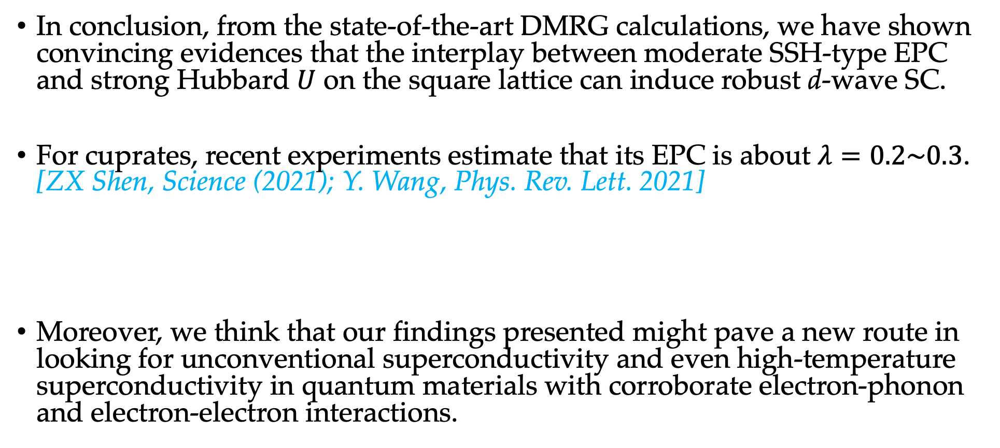 • In conclusion, from the state-of-the-art DMRG calculations, we have shown
convincing evidences that the interplay between moderate SSH-type EPC
and strong Hubbard U on the square lattice can induce robust d-wave SC.
• For cuprates, recent experiments estimate that its EPC is about λ = 0.2~0.3.
[ZX Shen, Science (2021); Y. Wang, Phys. Rev. Lett. 2021]
• Moreover, we think that our findings presented might pave a new route in
looking for unconventional superconductivity and even high-temperature
superconductivity in quantum materials with corroborate electron-phonon
and electron-electron interactions.